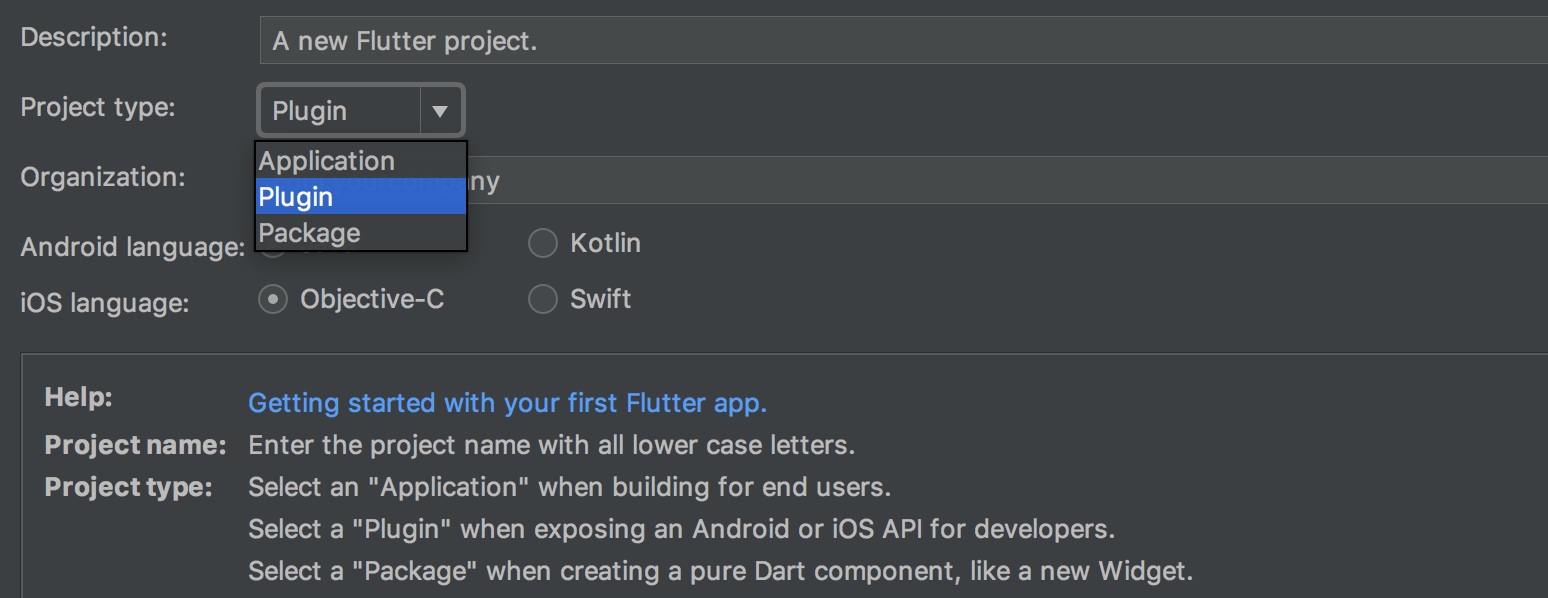 Description: A new Flutter project.
Project type: Plugin
Application
Organization: ny
Plugin
Package
Android language: Kotlin
iOS language: Objective-C Swift
Help: Getting started with your first Flutter app.
Project name: Enter the project name with all lower case letters.
Project type: Select an "Application" when building for end users.
Select a "Plugin" when exposing an Android or iOS API for developers.
Select a "Package" when creating a pure Dart component, like a new Widget.